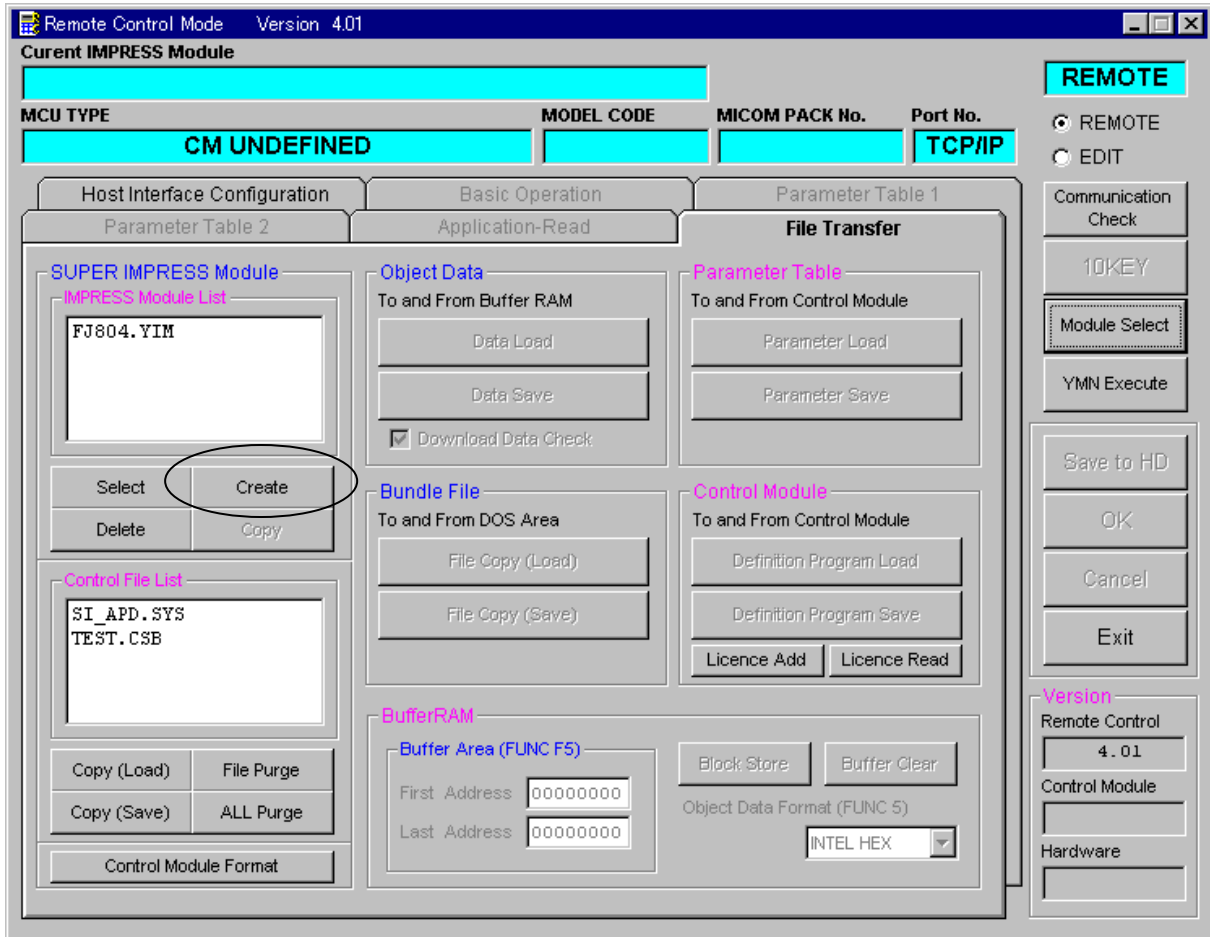 Remote Control Mode Version 4.01
Curent IMPRESS Module
REMOTE
MCU TYPE
MODEL CODE
MICOM PACK No.
Port No.
CM UNDEFINED
TCP/IP
REMOTE
EDIT
Host Interface Configuration
Basic Operation
Parameter Table 1
Parameter Table 2
Application-Read
File Transfer
SUPER IMPRESS Module
IMPRESS Module List
FJ804.YIM
Select
Create
Delete
Copy
Control File List
SI_APD.SYS
TEST.CSB
Copy (Load)
File Purge
Copy (Save)
ALL Purge
Control Module Format
Object Data
To and From Buffer RAM
Data Load
Data Save
Download Data Check
Parameter Table
To and From Control Module
Parameter Load
Parameter Save
Bundle File
To and From DOS Area
File Copy (Load)
File Copy (Save)
Control Module
To and From Control Module
Definition Program Load
Definition Program Save
Licence Add
Licence Read
BufferRAM
Buffer Area (FUNC F5)
First Address 00000000
Last Address 00000000
Block Store
Buffer Clear
Object Data Format (FUNC 5)
INTEL HEX
Communication
Check
10KEY
Module Select
YMN Execute
Save to HD
OK
Cancel
Exit
Version
Remote Control
4.01
Control Module
Hardware